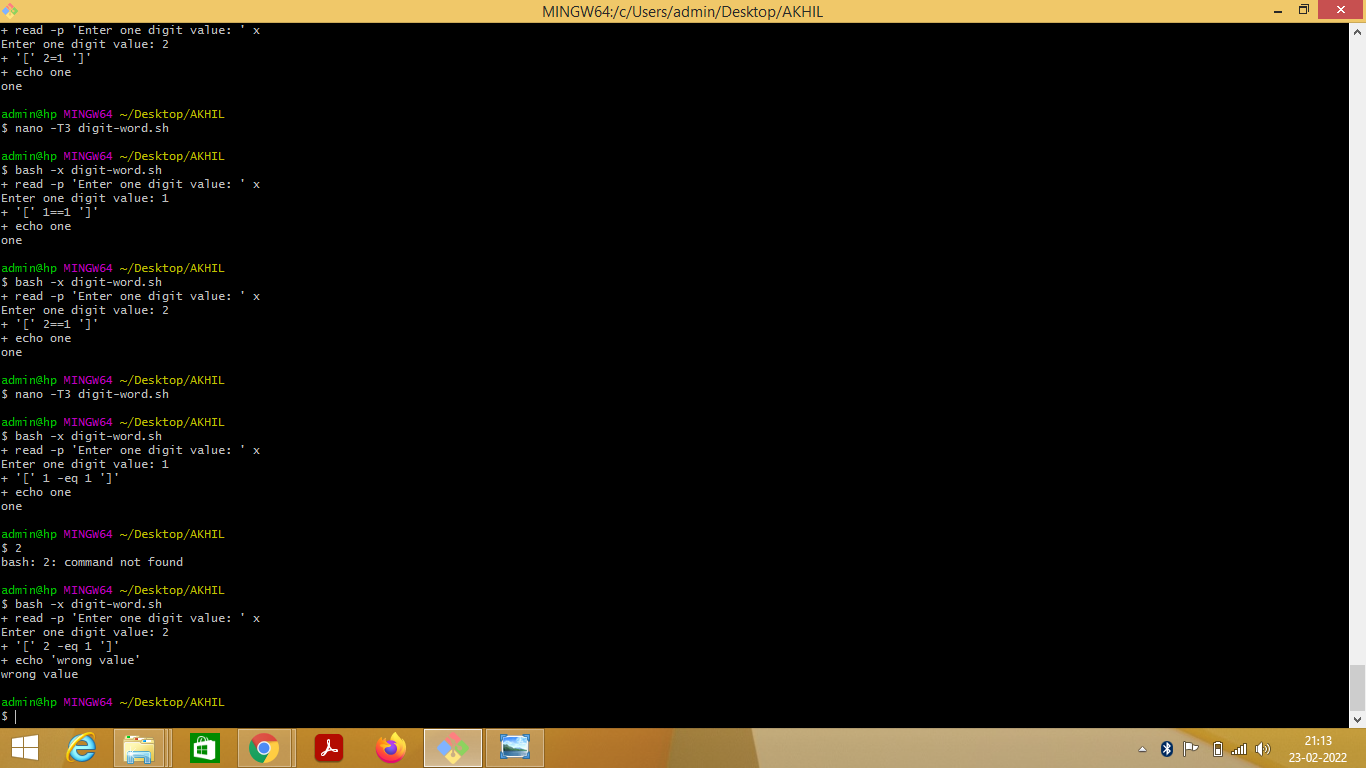 MINGW64:/c/Users/admin/Desktop/AKHIL
+ read -p 'Enter one digit value: ' x
Enter one digit value: 2
+ '[' 2=1 ']'
+ echo one
one
admin@hp MINGW64 ~/Desktop/AKHIL
$ nano -T3 digit-word.sh
admin@hp MINGW64 ~/Desktop/AKHIL
$ bash -x digit-word.sh
+ read -p 'Enter one digit value: ' x
Enter one digit value: 1
+ '[' 1==1 ']'
+ echo one
one
admin@hp MINGW64 ~/Desktop/AKHIL
$ bash -x digit-word.sh
+ read -p 'Enter one digit value: ' x
Enter one digit value: 2
+ '[' 2==1 ']'
+ echo one
one
admin@hp MINGW64 ~/Desktop/AKHIL
$ nano -T3 digit-word.sh
admin@hp MINGW64 ~/Desktop/AKHIL
$ bash -x digit-word.sh
+ read -p 'Enter one digit value: ' x
Enter one digit value: 1
+ '[' 1 -eq 1 ']'
+ echo one
one
admin@hp MINGW64 ~/Desktop/AKHIL
$ 2
bash: 2: command not found
admin@hp MINGW64 ~/Desktop/AKHIL
$ bash -x digit-word.sh
+ read -p 'Enter one digit value: ' x
Enter one digit value: 2
+ '[' 2 -eq 1 ']'
+ echo 'wrong value'
wrong value
admin@hp MINGW64 ~/Desktop/AKHIL
$
21:13
23-02-2022